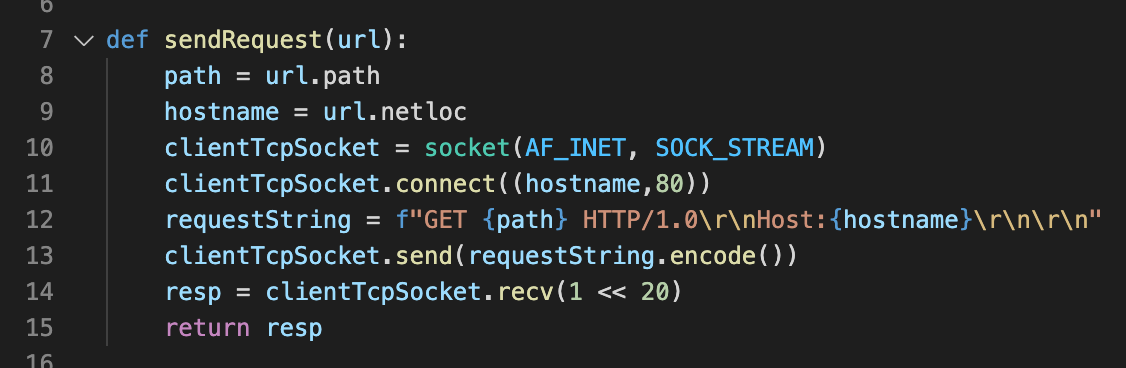 6
7 def sendRequest(url):
8 path = url.path
9 hostname = url.netloc
10 clientTcpSocket = socket(AF_INET, SOCK_STREAM)
11 clientTcpSocket.connect((hostname,80))
12 requestString = f"GET {path} HTTP/1.0\r\nHost:{hostname}\r\n\r\n"
13 clientTcpSocket.send(requestString.encode())
14 resp = clientTcpSocket.recv(1 << 20)
15 return resp
16